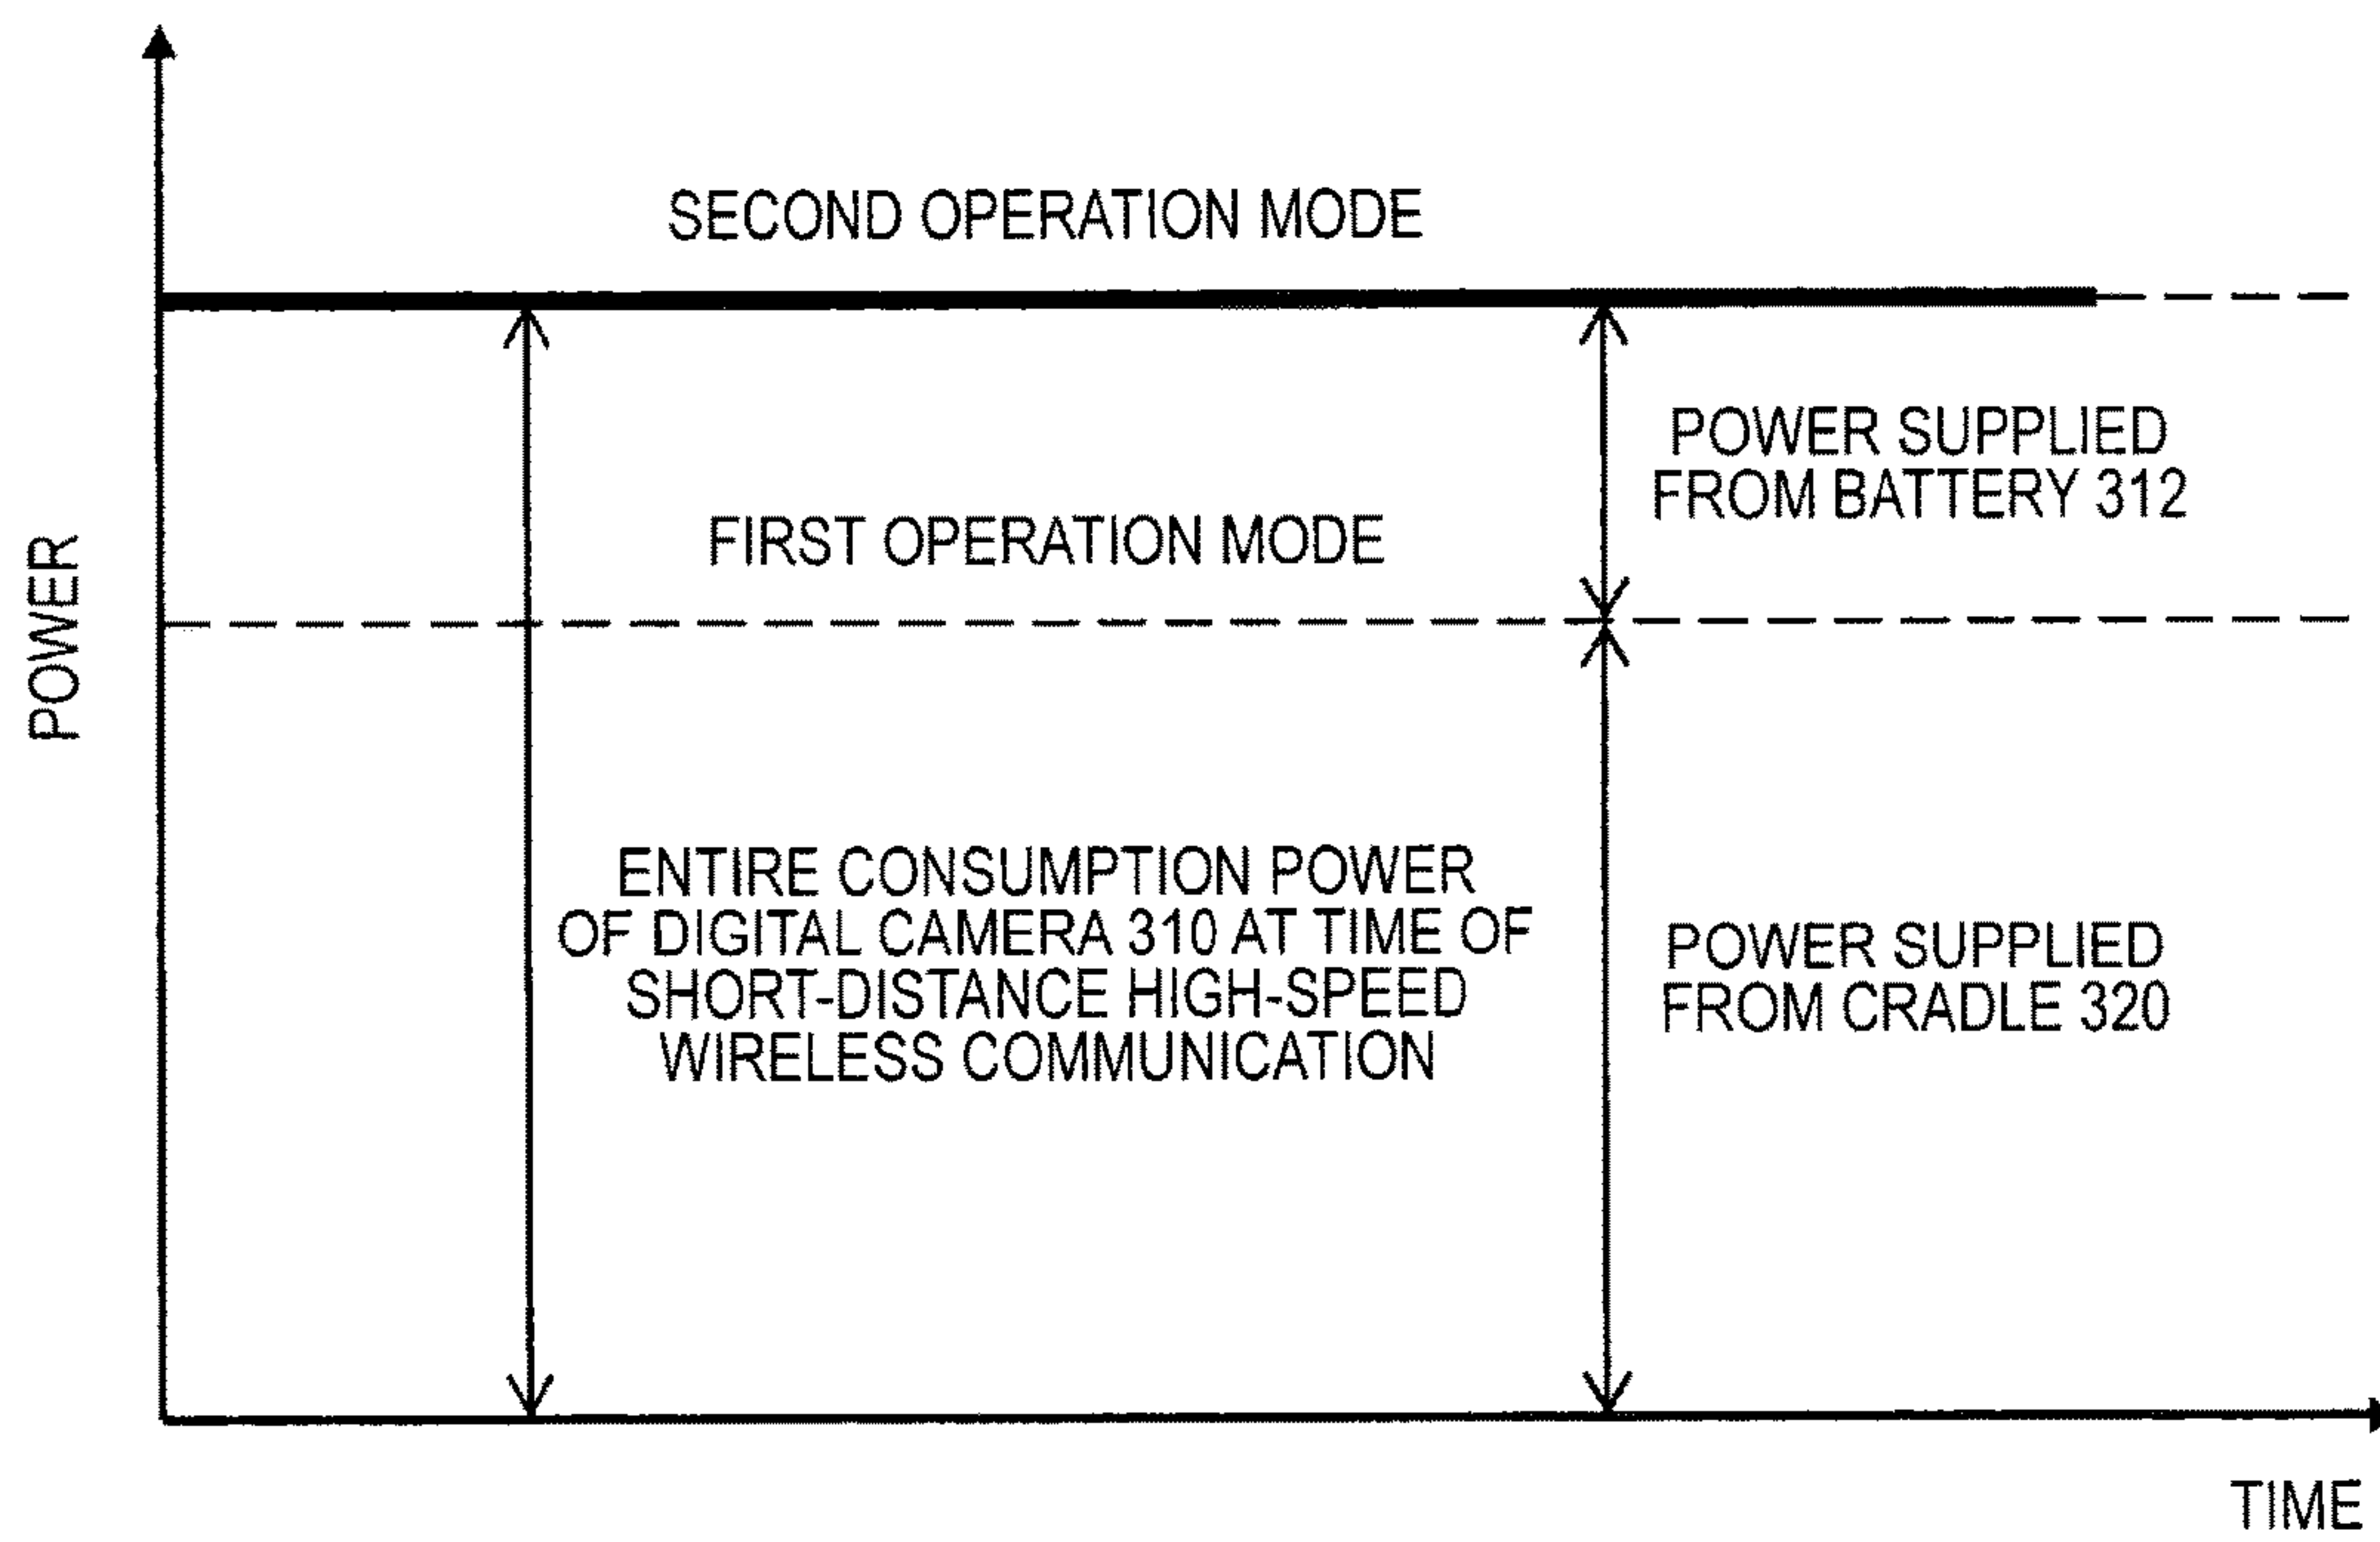 SECOND OPERATION MODE
POWER SUPPLIED
FROM BATTERY 312
FIRST OPERATION MODE
POWER
ENTIRE CONSUMPTION POWER
OF DIGITAL CAMERA 310 AT TIME OF
SHORT-DISTANCE HIGH-SPEED
WIRELESS COMMUNICATION
POWER SUPPLIED
FROM CRADLE 320
TIME